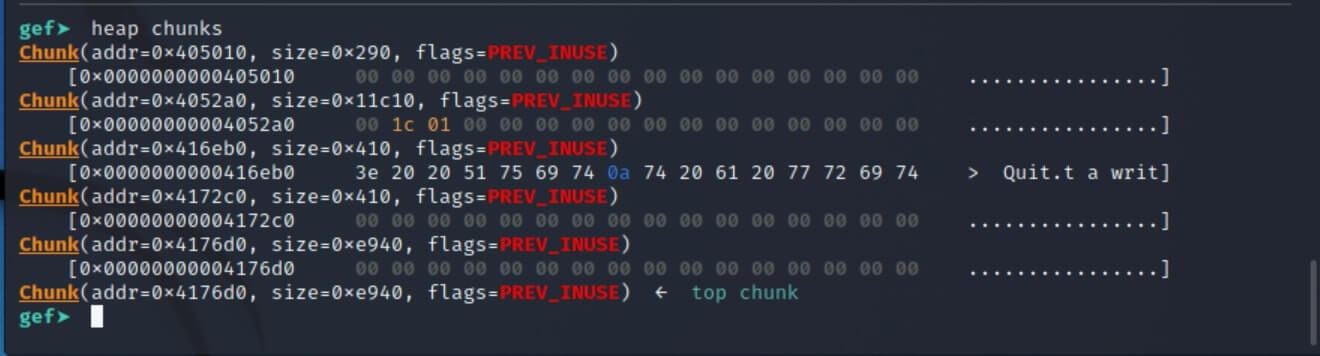 gef➤  heap chunks
Chunk(addr=0×405010, size=0×290, flags=PREV_INUSE)
    [0×0000000000405010     00 00 00 00 00 00 00 00 00 00 00 00 00 00 00 00    ................]
Chunk(addr=0×4052a0, size=0×11c10, flags=PREV_INUSE)
    [0×00000000004052a0     00 1c 01 00 00 00 00 00 00 00 00 00 00 00 00 00    ................]
Chunk(addr=0×416eb0, size=0×410, flags=PREV_INUSE)
    [0×0000000000416eb0     3e 20 20 51 75 69 74 0a 74 20 61 20 77 72 69 74    >  Quit.t a writ]
Chunk(addr=0×4172c0, size=0×410, flags=PREV_INUSE)
    [0×00000000004172c0     00 00 00 00 00 00 00 00 00 00 00 00 00 00 00 00    ................]
Chunk(addr=0×4176d0, size=0×e940, flags=PREV_INUSE)
    [0×00000000004176d0     00 00 00 00 00 00 00 00 00 00 00 00 00 00 00 00    ................]
Chunk(addr=0×4176d0, size=0×e940, flags=PREV_INUSE)  ←  top chunk
gef➤